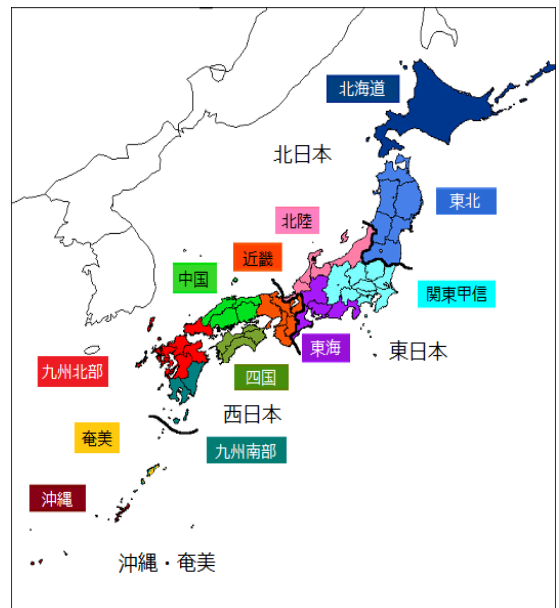 北海道
北日本
東北
北陸
近畿
中国
関東甲信
東海
東日本
九州北部
四国
西日本
奄美
九州南部
沖縄
沖縄・奄美